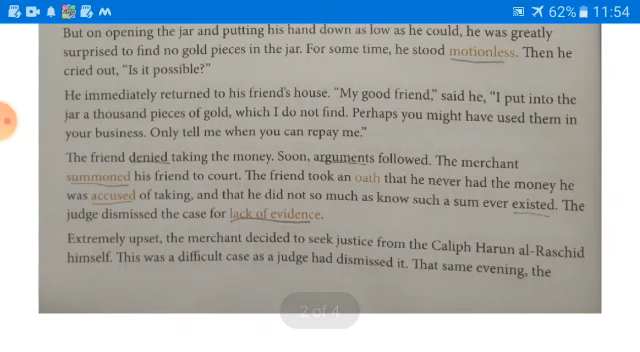 62% 11:54
But on opening the jar and putting his hand down as low as he could, he was greatly
surprised to find no gold pieces in the jar. For some time, he stood motionless. Then he
cried out, “Is it possible?”
He immediately returned to his friend’s house. “My good friend,” said he, “I put into the
jar a thousand pieces of gold, which I do not find. Perhaps you might have used them in
your business. Only tell me when you can repay me.”
The friend denied taking the money. Soon, arguments followed. The merchant
summoned his friend to court. The friend took an oath that he never had the money he
was accused of taking, and that he did not so much as know such a sum ever existed. The
judge dismissed the case for lack of evidence.
Extremely upset, the merchant decided to seek justice from the Caliph Harun al-Raschid
himself. This was a difficult case as a judge had dismissed it. That same evening, the
2 of 4